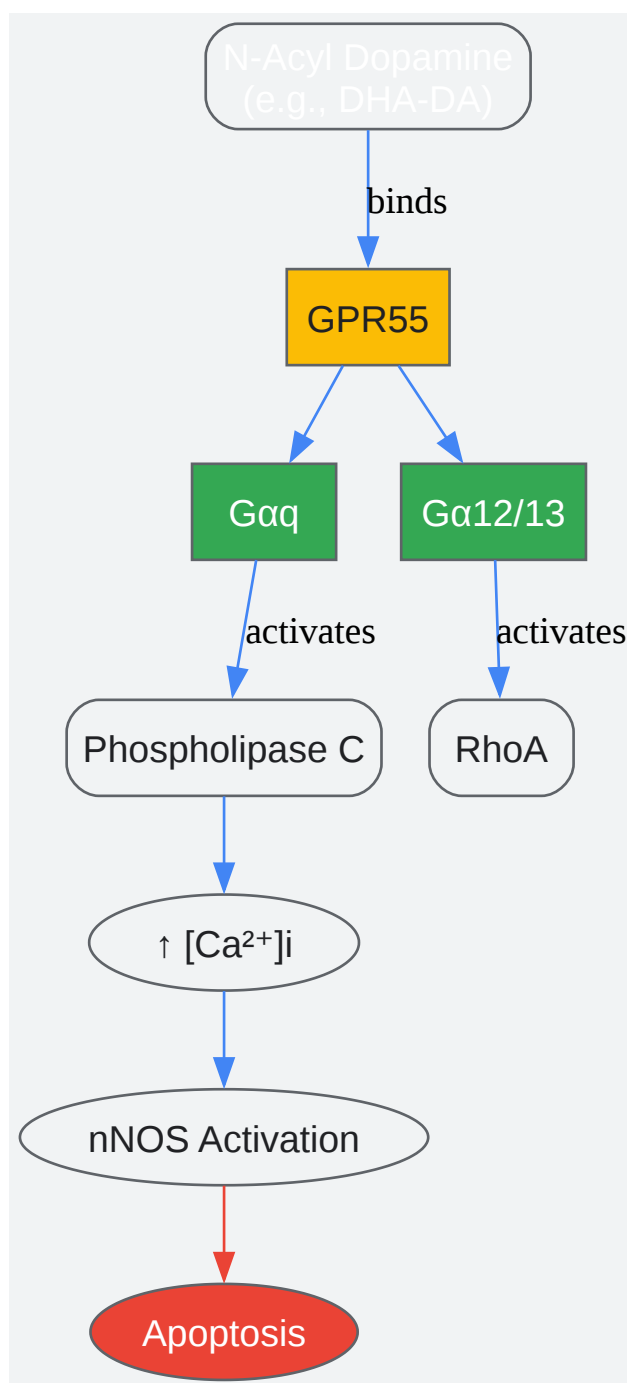 N-Acyl Dopamine
(e.g., DHA-DA)
binds
GPR55
Gαq
Gα12/13
activates
activates
Phospholipase C
RhoA
↑ [Ca²⁺]i
nNOS Activation
Apoptosis